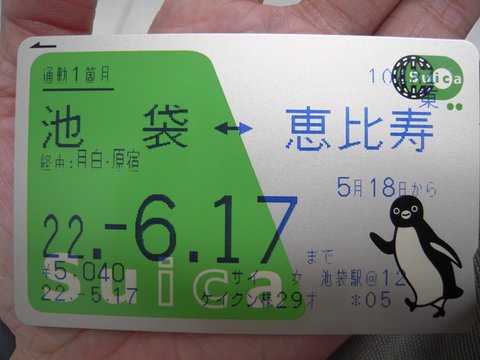 通勤1箇月
Suica
10
東
池袋↔恵比寿
経由:目白・原宿
5月18日から
22.-6.17
まで
¥5,040
サイ 女 池袋駅@12
22.-5.17
ケイクン様29才 *05
Suica